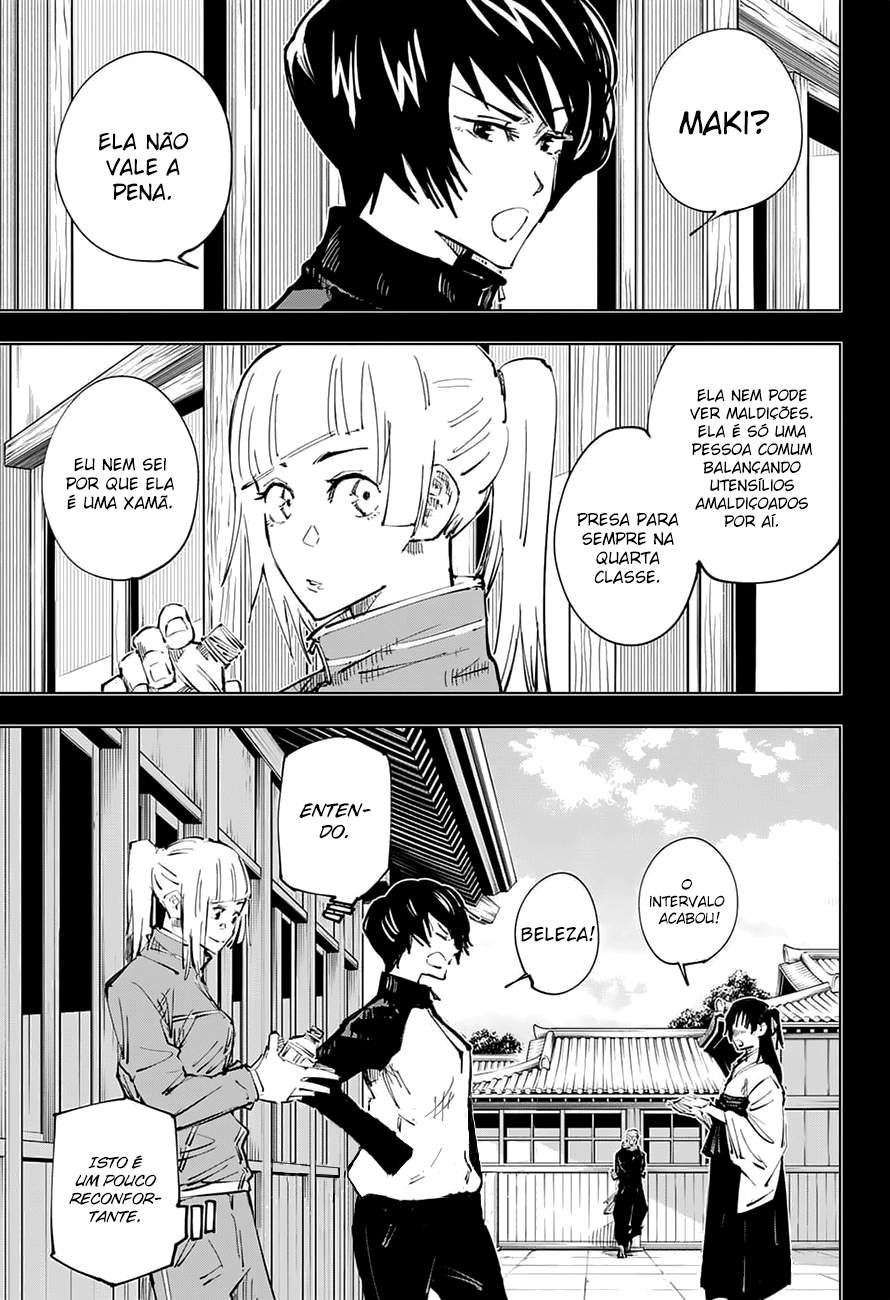 MAKI?
ELA NÃO
VALE A
PENA.
ELA NEM PODE
VER MALDIÇÕES.
ELA É SÓ UMA
PESSOA COMUM
BALANÇANDO
UTENSÍLIOS
AMALDIÇOADOS
POR AÍ.
PRESA PARA
SEMPRE NA
QUARTA
CLASSE.
EU NEM SEI
POR QUE ELA
É UMA XAMÃ.
O
INTERVALO
ACABOU!
BELEZA!
ENTEN-
DO.
ISTO É
UM POUCO
RECONFOR-
TANTE.